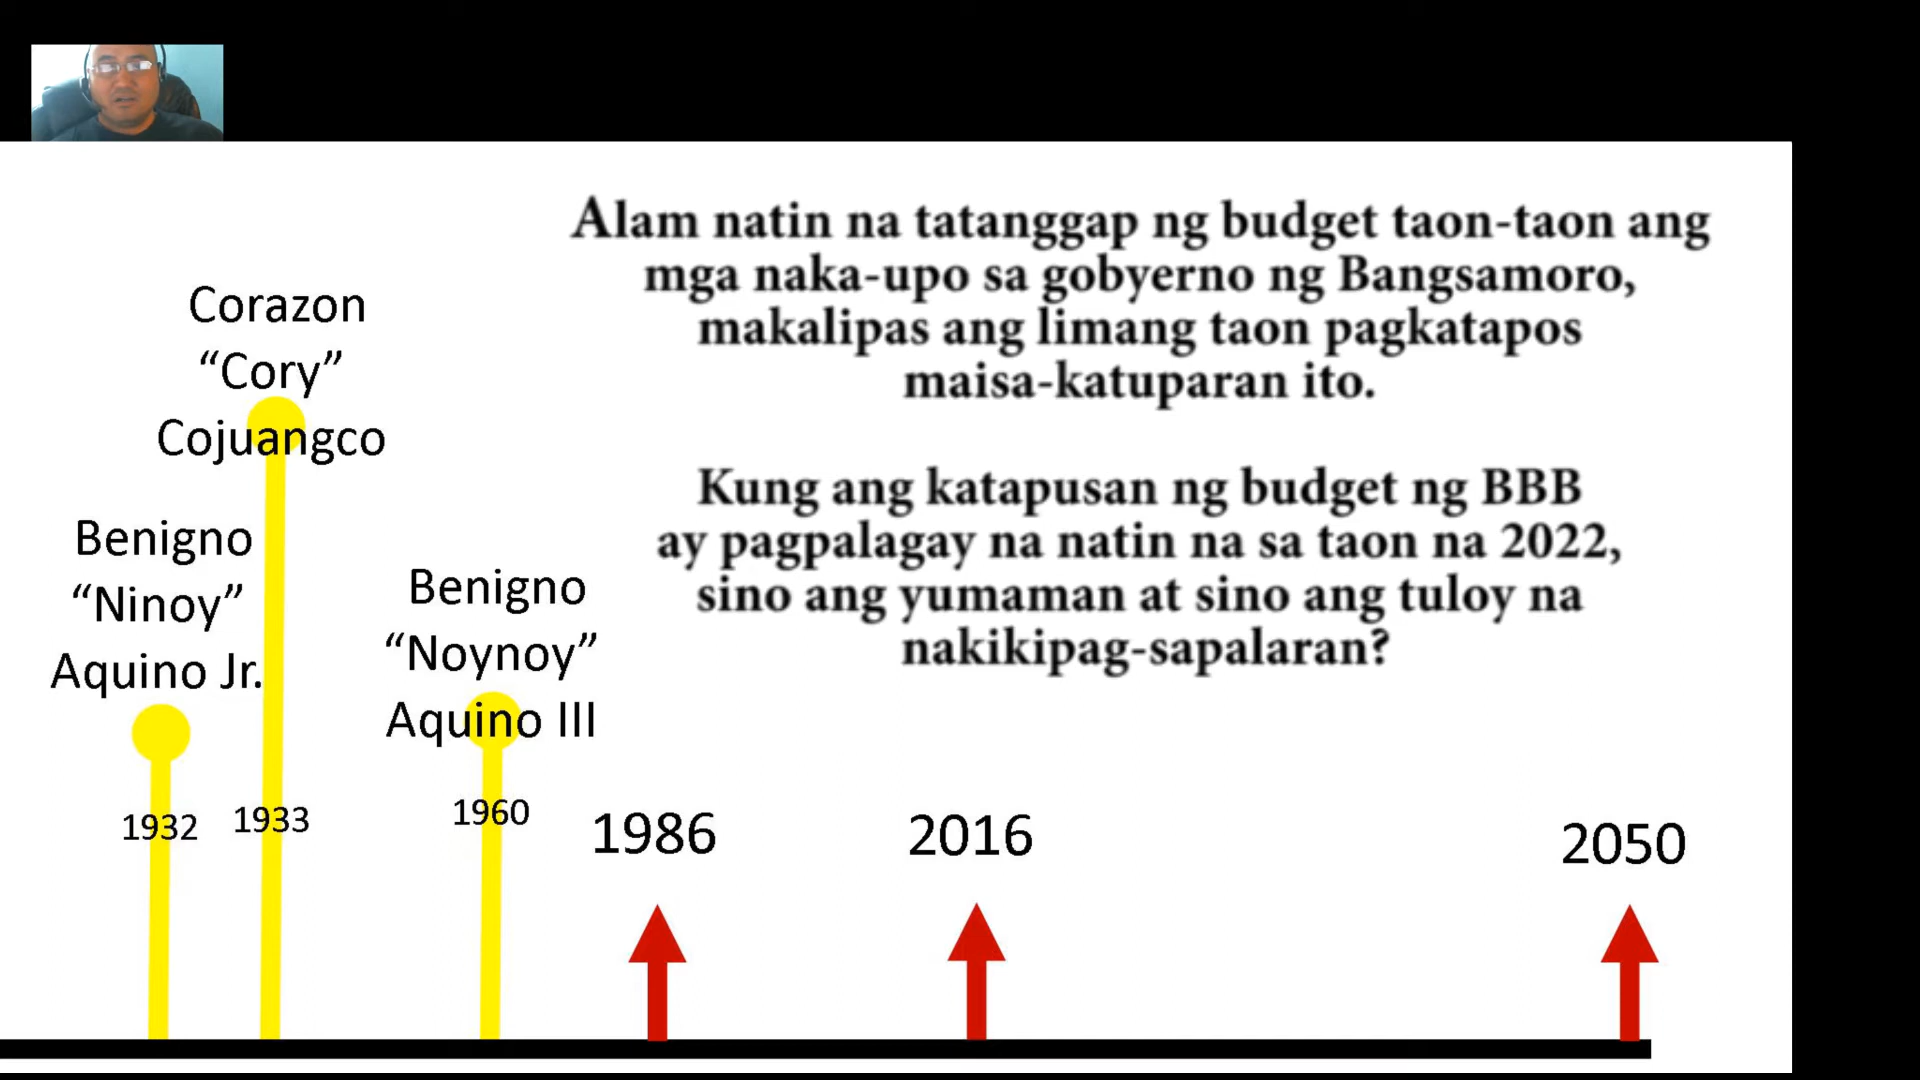 Alam natin na tatanggap ng budget taon-taon ang
mga naka-upo sa gobyerno ng Bangsamoro,
makalipas ang limang taon pagkatapos
maisa-katuparan ito.
Kung ang katapusan ng budget ng BBB
ay pagpalagay na natin na sa taon na 2022,
sino ang yumaman at sino ang tuloy na
nakikipag-sapalaran?
Corazon
“Cory”
Cojuangco
Benigno
“Ninoy”
Aquino Jr.
Benigno
“Noynoy”
Aquino III
1932
1933
1960
1986
2016
2050